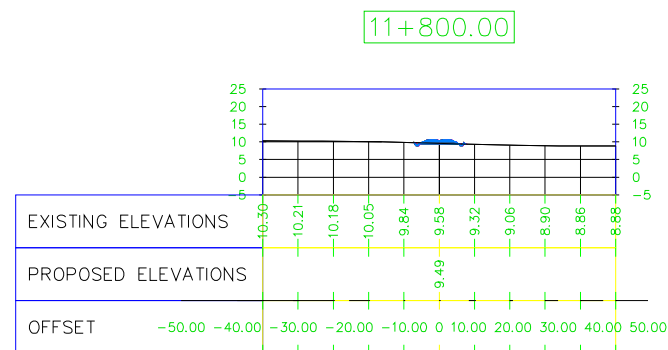 11+800.00
25 25
20 20
15 15
10 10
5 5
0 0
-5 -5
EXISTING ELEVATIONS 10.30 10.21 10.18 10.05 9.84 9.58 9.32 9.06 8.90 8.86 8.88
PROPOSED ELEVATIONS 9.49
OFFSET -50.00 -40.00 -30.00 -20.00 -10.00 0 10.00 20.00 30.00 40.00 50.00